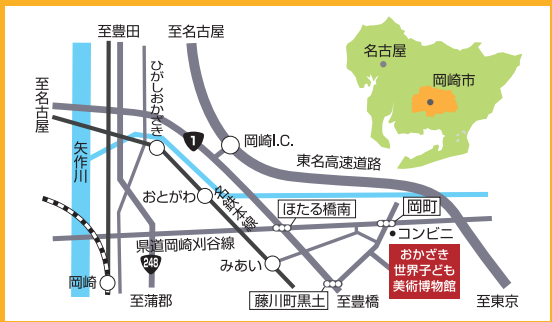 至豊田
至名古屋
至名古屋
ひがしおかざき
矢作川
1
岡崎I.C.
東名高速道路
名古屋
岡崎市
おとがわ
名鉄本線
ほたる橋南
岡町
コンビニ
県道岡崎刈谷線
248
みあい
おかざき
世界子ども
美術博物館
岡崎
至蒲郡
藤川町黒土
至豊橋
至東京